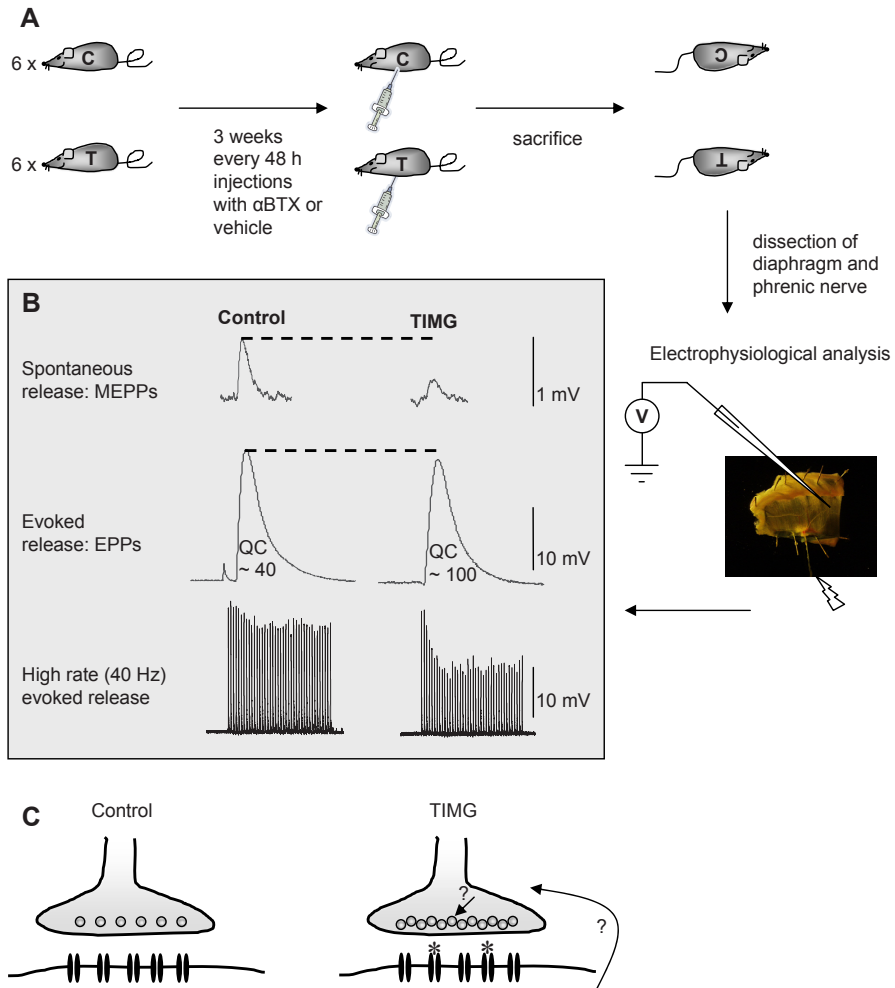 A
6 x
C
C
C
3 weeks
every 48 h
injections
with αBTX or
vehicle
sacrifice
6 x
T
T
T
dissection of
diaphragm and
phrenic nerve
Electrophysiological analysis
V
B
Control
TIMG
Spontaneous
release: MEPPs
1 mV
Evoked
release: EPPs
QC
~ 40
QC
~ 100
10 mV
High rate (40 Hz)
evoked release
10 mV
C
Control
TIMG
?
?
* *